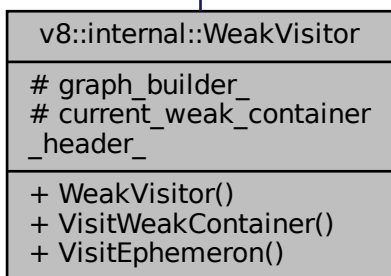 v8::internal::WeakVisitor
# graph_builder_
# current_weak_container
_header_
+ WeakVisitor()
+ VisitWeakContainer()
+ VisitEphemeron()